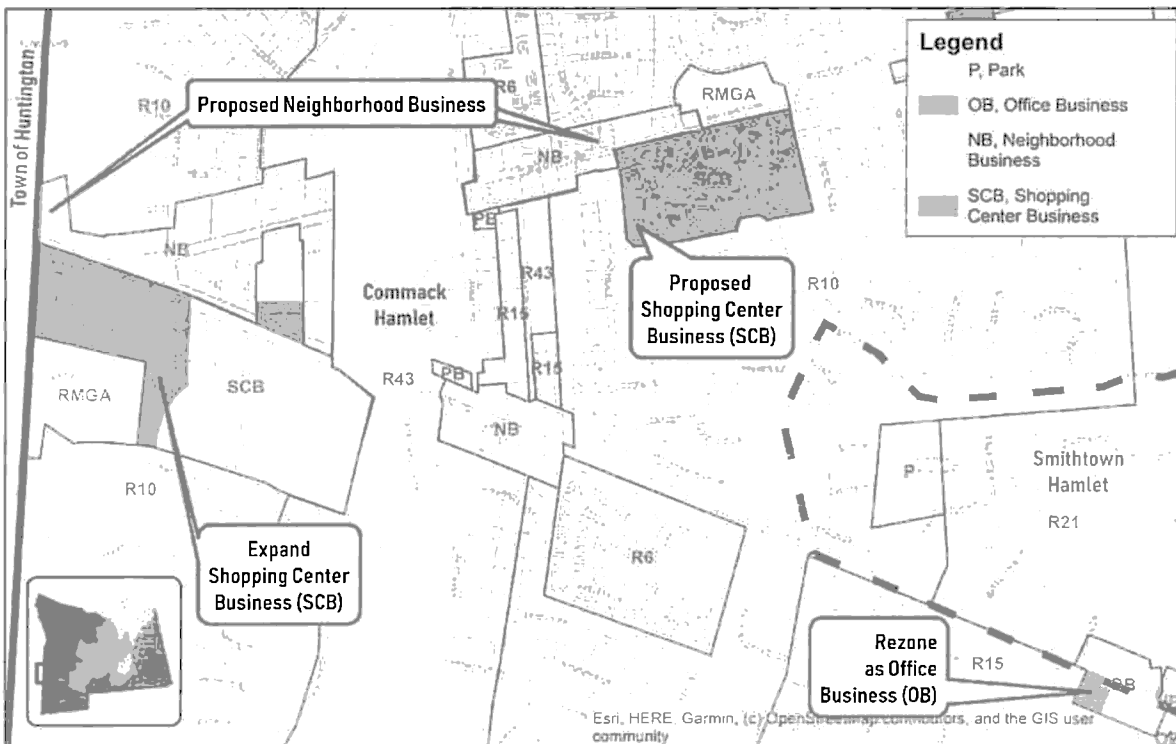 Legend
P, Park
OB, Office Business
NB, Neighborhood
Business
SCB, Shopping
Center Business
Town of Huntington
R10
Proposed Neighborhood Business
R6
RMGA
NB
SCB
PB
NB
R43
Proposed
Shopping Center
Business (SCB)
R10
Commack
Hamlet
R15
R15
PB
R43
SCB
RMGA
NB
P
Smithtown
Hamlet
R21
R10
Expand
Shopping Center
Business (SCB)
R6
Rezone
as Office
Business (OB)
R15
Esri, HERE, Garmin, (c) OpenStreetMap contributors, and the GIS user
community